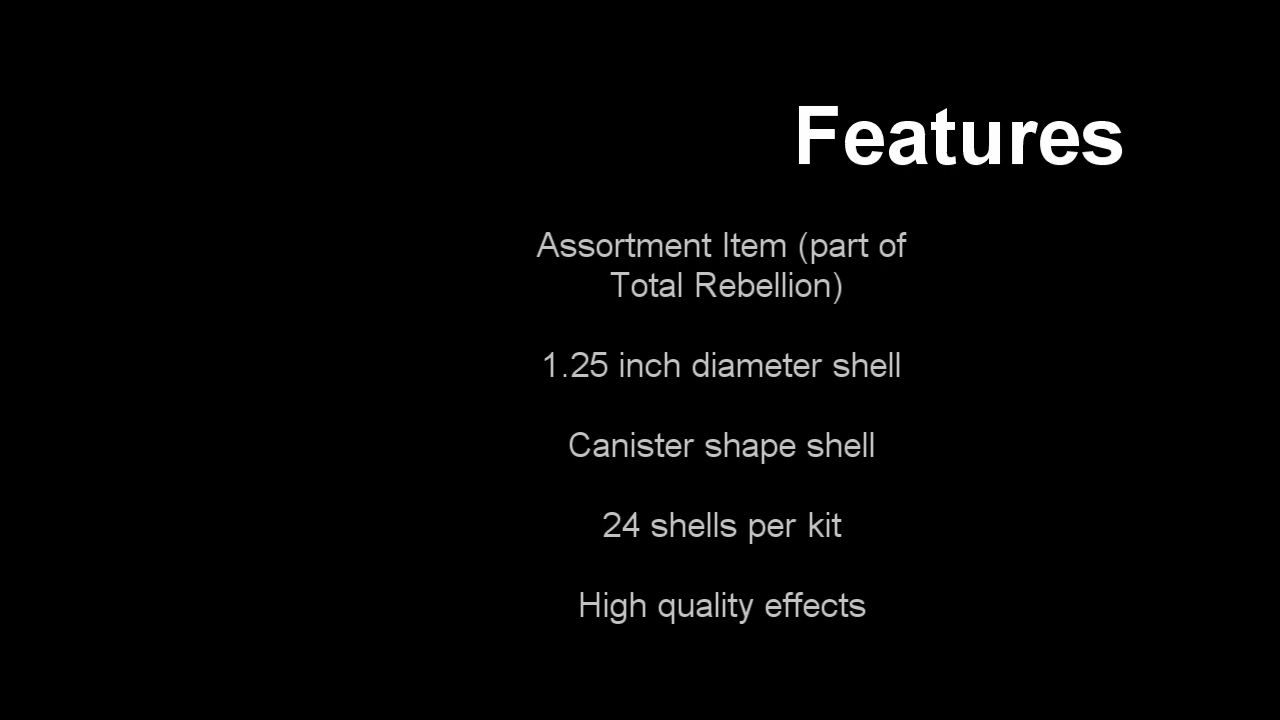 Features
Assortment Item (part of
Total Rebellion)
1.25 inch diameter shell
Canister shape shell
24 shells per kit
High quality effects